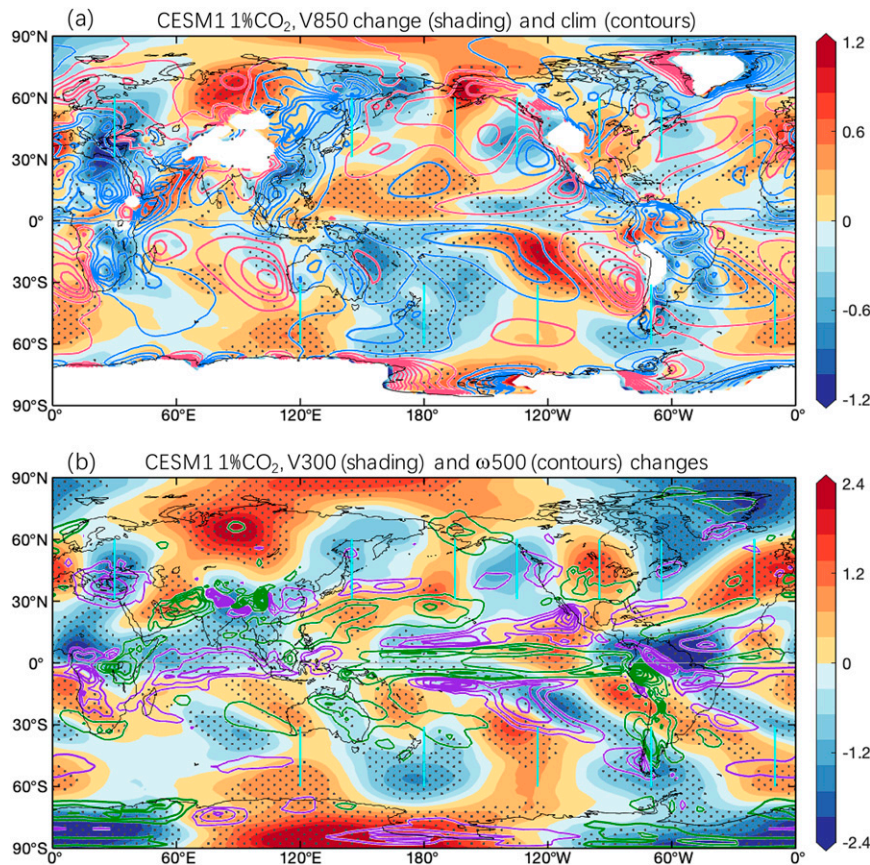 (a) CESM1 1%CO₂, V850 change (shading) and clim (contours)
90°N
60°N
30°N
0°
30°S
60°S
90°S
0° 60°E 120°E 180° 120°W 60°W 0°
1.2
0.6
0
-0.6
-1.2
(b) CESM1 1%CO₂, V300 (shading) and ω500 (contours) changes
90°N
60°N
30°N
0°
30°S
60°S
90°S
0° 60°E 120°E 180° 120°W 60°W 0°
2.4
1.2
0
-1.2
-2.4